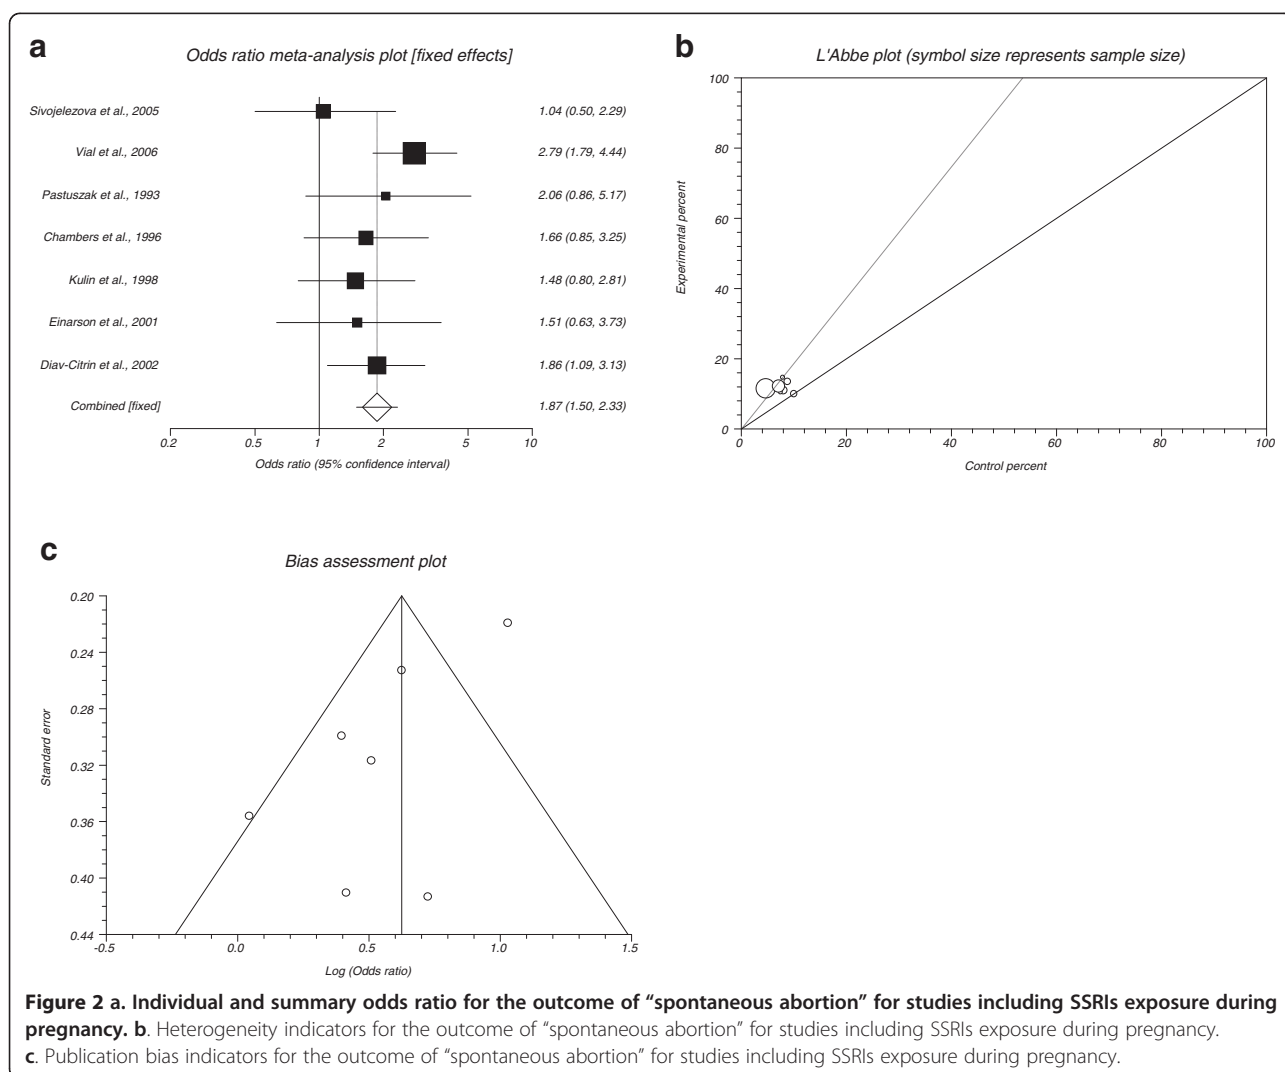 a
Odds ratio meta-analysis plot [fixed effects]
Sivojelezova et al., 2005 1.04 (0.50, 2.29)
Vial et al., 2006 2.79 (1.79, 4.44)
Pastuszak et al., 1993 2.06 (0.86, 5.17)
Chambers et al., 1996 1.66 (0.85, 3.25)
Kulin et al., 1998 1.48 (0.80, 2.81)
Einarson et al., 2001 1.51 (0.63, 3.73)
Diav-Citrin et al., 2002 1.86 (1.09, 3.13)
Combined [fixed] 1.87 (1.50, 2.33)
0.2 0.5 1 2 5 10
Odds ratio (95% confidence interval)
b
L'Abbe plot (symbol size represents sample size)
Experimental percent
100
80
60
40
20
0
0 20 40 60 80 100
Control percent
c
Bias assessment plot
Standard error
0.20
0.24
0.28
0.32
0.36
0.40
0.44
-0.5 0.0 0.5 1.0 1.5
Log (Odds ratio)
Figure 2 a. Individual and summary odds ratio for the outcome of “spontaneous abortion” for studies including SSRIs exposure during
pregnancy. b. Heterogeneity indicators for the outcome of “spontaneous abortion” for studies including SSRIs exposure during pregnancy.
c. Publication bias indicators for the outcome of “spontaneous abortion” for studies including SSRIs exposure during pregnancy.